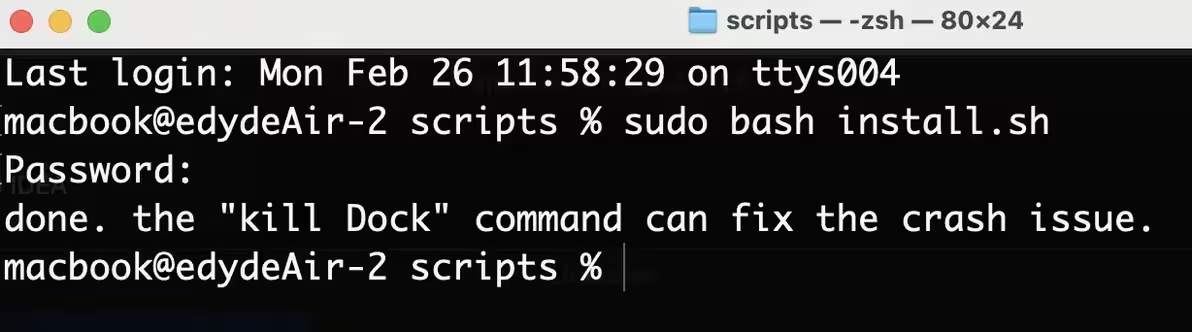 scripts — -zsh — 80×24
Last login: Mon Feb 26 11:58:29 on ttys004
[macbook@edydeAir-2 scripts % sudo bash install.sh
[Password:
IDEA
done. the "kill Dock" command can fix the crash issue.
macbook@edydeAir-2 scripts %